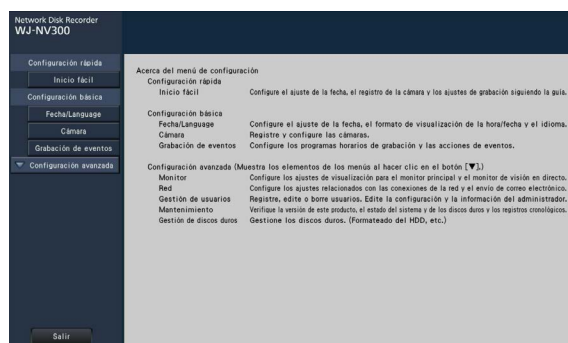 Network Disk Recorder
WJ-NV300
Configuración rápida
Inicio fácil
Configuración básica
Fecha/Language
Cámara
Grabación de eventos
Configuración avanzada
Salir
Acerca del menú de configuración
Configuración rápida
Inicio fácil Configure el ajuste de la fecha, el registro de la cámara y los ajustes de grabación siguiendo la guía.
Configuración básica
Fecha/Language Configure el ajuste de la fecha, el formato de visualización de la hora/fecha y el idioma.
Cámara Registre y configure las cámaras.
Grabación de eventos Configure los programas horarios de grabación y las acciones de eventos.
Configuración avanzada (Muestra los elementos de los menús al hacer clic en el botón [▼].)
Monitor Configure los ajustes de visualización para el monitor principal y el monitor de visión en directo.
Red Configure los ajustes relacionados con las conexiones de la red y el envío de correo electrónico.
Gestión de usuarios Registre, edite o borre usuarios. Edite la configuración y la información del administrador.
Mantenimiento Verifique la versión de este producto, el estado del sistema y de los discos duros y los registros cronológicos.
Gestión de discos duros Gestione los discos duros. (Formateado del HDD, etc.)